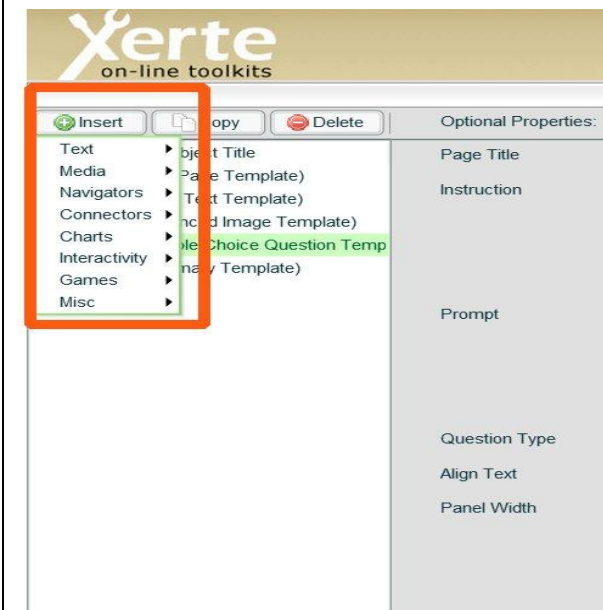 Xerte
on-line toolkits
Insert opy Delete Optional Properties:
Text
Media
Navigators
Connectors
Charts
Interactivity
Games
Misc
bject Title
Page Template)
Text Template)
nced Image Template)
ple Choice Question Temp
mary Template)
Page Title
Instruction
Prompt
Question Type
Align Text
Panel Width